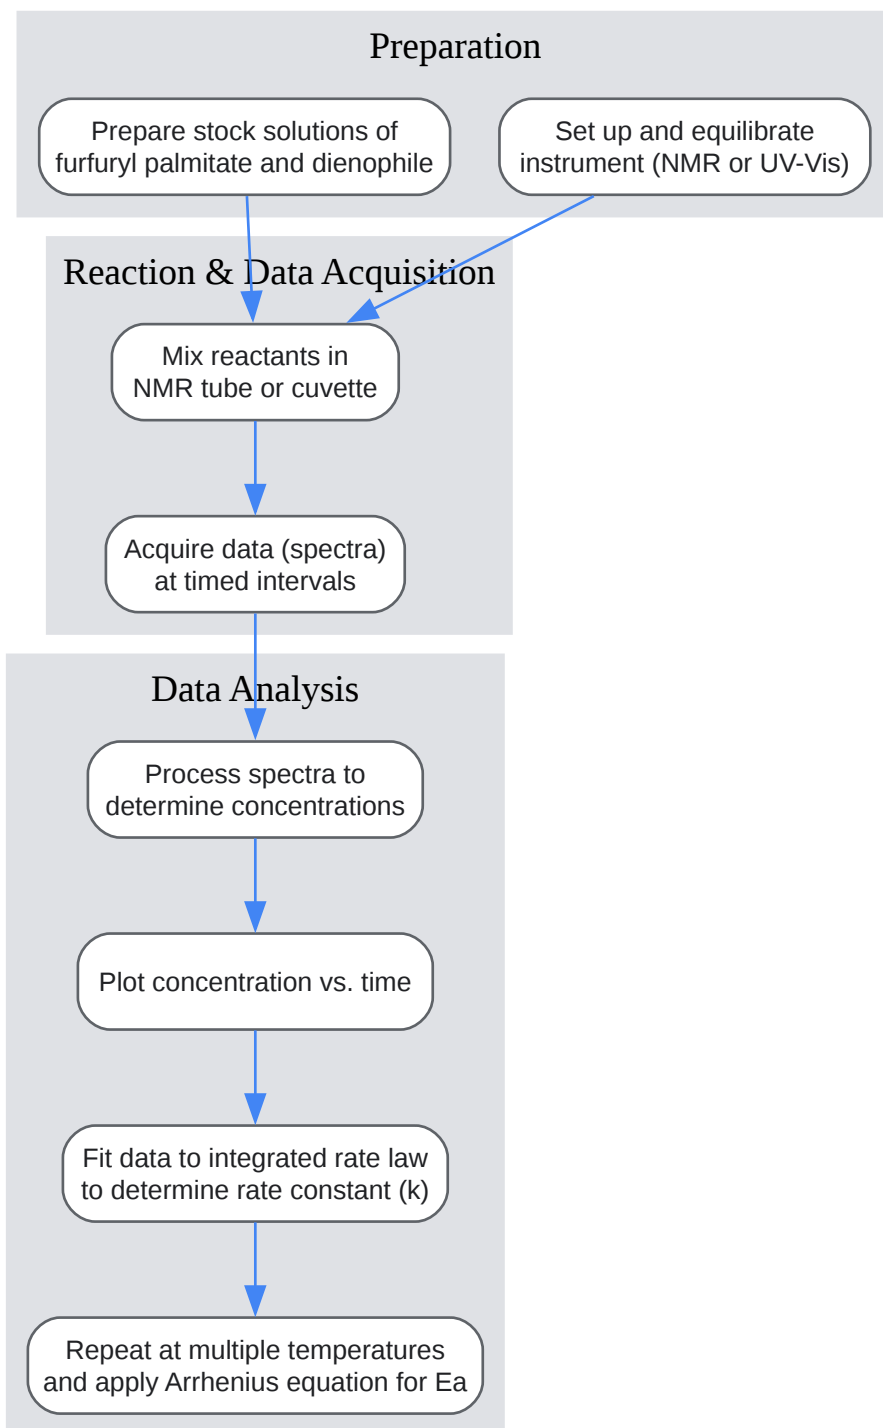 Preparation
Prepare stock solutions of
furfuryl palmitate and dienophile
Set up and equilibrate
instrument (NMR or UV-Vis)
Reaction & Data Acquisition
Mix reactants in
NMR tube or cuvette
Acquire data (spectra)
at timed intervals
Data Analysis
Process spectra to
determine concentrations
Plot concentration vs. time
Fit data to integrated rate law
to determine rate constant (k)
Repeat at multiple temperatures
and apply Arrhenius equation for Ea